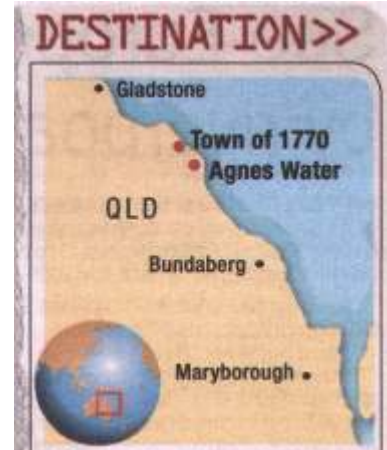 DESTINATION>>
Gladstone
Town of 1770
Agnes Water
QLD
Bundaberg
Maryborough